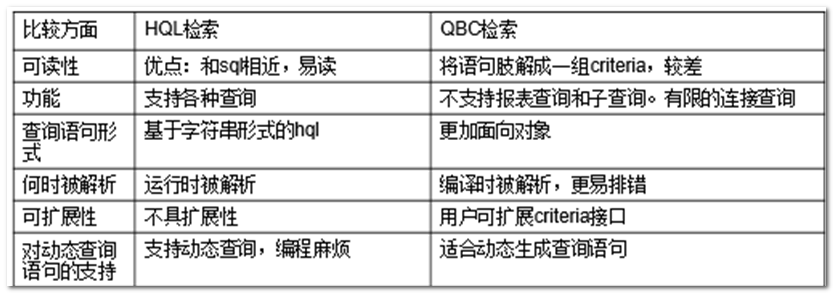 比较方面 HQL检索 QBC检索
可读性 优点：和sql相近，易读 将语句肢解成一组criteria，较差
功能 支持各种查询 不支持报表查询和子查询。有限的连接查询
查询语句形式 基于字符串形式的hql 更加面向对象
何时被解析 运行时被解析 编译时被解析，更易排错
可扩展性 不具扩展性 用户可扩展criteria接口
对动态查询语句的支持 支持动态查询，编程麻烦 适合动态生成查询语句